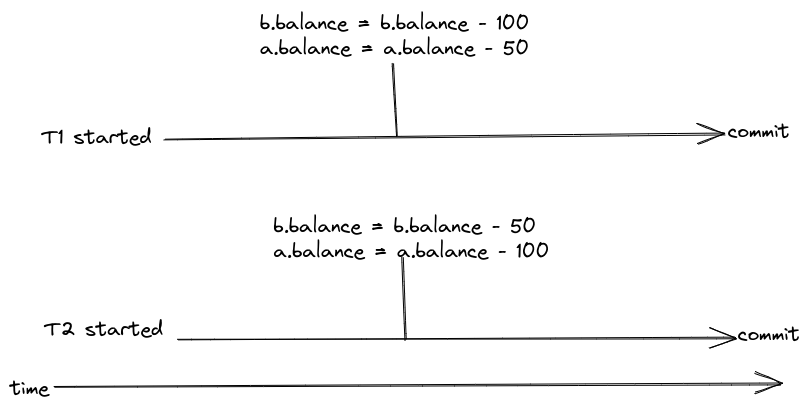 b.balance = b.balance - 100
a.balance = a.balance - 50
T1 started
commit
b.balance = b.balance - 50
a.balance = a.balance - 100
T2 started
commit
time